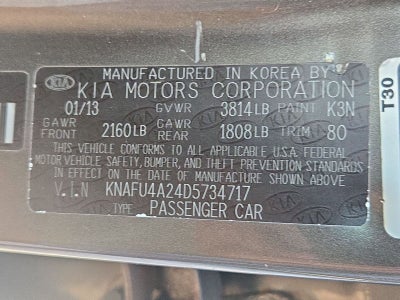 MANUFACTURED IN KOREA BY
KIA KIA MOTORS CORPORATION
01/13 GVWR 3814LB PAINT K3N
GAWR FRONT 2160LB GAWR REAR 1808LB TRIM 80
THIS VEHICLE CONFORMS TO ALL APPLICABLE U.S. FEDERAL
MOTOR VEHICLE SAFETY, BUMPER, AND THEFT PREVENTION STANDARDS
IN EFFECT ON THE DATE OF MANUFACTURE SHOWN ABOVE.
V.I.N KNAFU4A24D5734717
TYPE PASSENGER CAR
T30